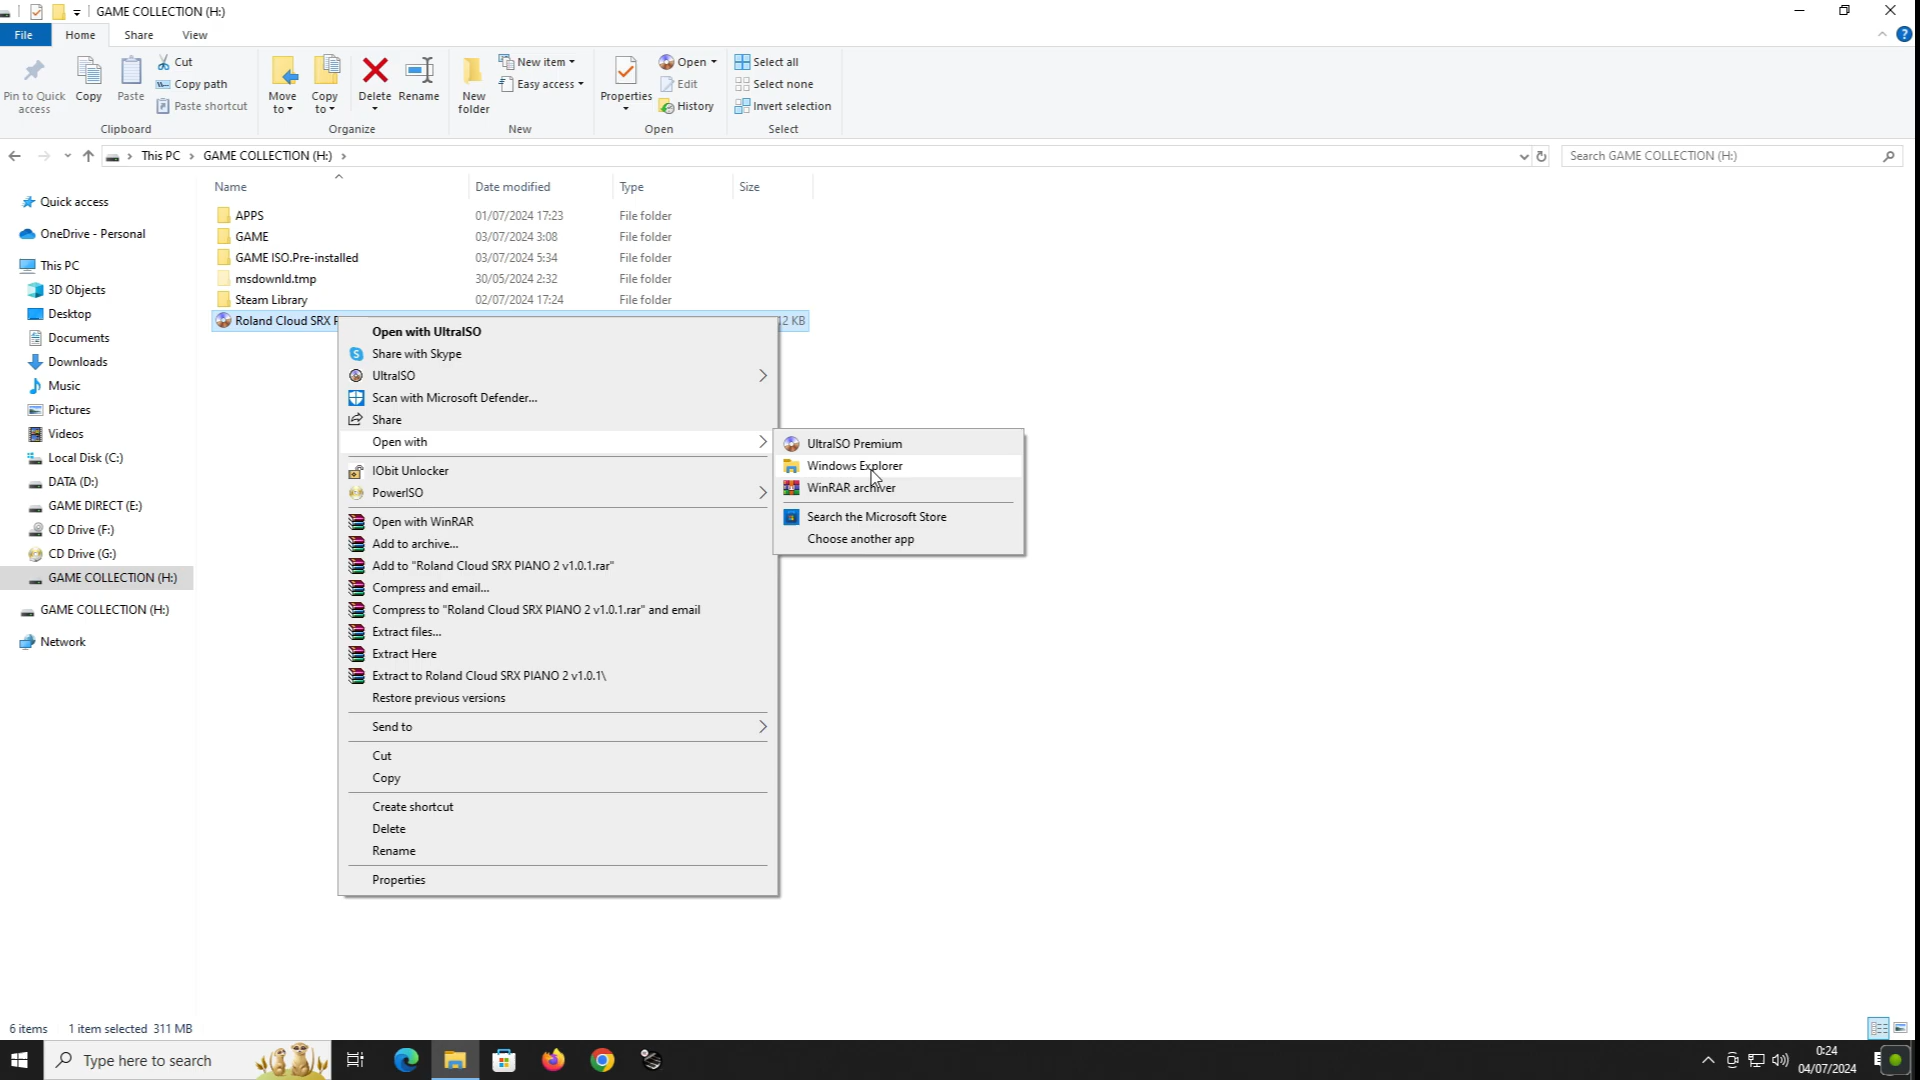 GAME COLLECTION (H:)
File Home Share View
Pin to Quick access
Copy
Paste
Cut
Copy path
Paste shortcut
Clipboard
Move to
Copy to
Delete
Rename
Organize
New folder
New item
Easy access
New
Properties
Open
Edit
History
Open
Select all
Select none
Invert selection
Select
This PC GAME COLLECTION (H:)
Search GAME COLLECTION (H:)
Name Date modified Type Size
APPS 01/07/2024 17:23 File folder
GAME 03/07/2024 3:08 File folder
GAME ISO.Pre-installed 03/07/2024 5:34 File folder
msdownld.tmp 30/05/2024 2:32 File folder
Steam Library 02/07/2024 17:24 File folder
Roland Cloud SRX P 2 KB
Quick access
OneDrive - Personal
This PC
3D Objects
Desktop
Documents
Downloads
Music
Pictures
Videos
Local Disk (C:)
DATA (D:)
GAME DIRECT (E:)
CD Drive (F:)
CD Drive (G:)
GAME COLLECTION (H:)
GAME COLLECTION (H:)
Network
Open with UltraISO
Share with Skype
UltraISO
Scan with Microsoft Defender...
Share
Open with
IObit Unlocker
PowerISO
Open with WinRAR
Add to archive...
Add to "Roland Cloud SRX PIANO 2 v1.0.1.rar"
Compress and email...
Compress to "Roland Cloud SRX PIANO 2 v1.0.1.rar" and email
Extract files...
Extract Here
Extract to Roland Cloud SRX PIANO 2 v1.0.1\
Restore previous versions
Send to
Cut
Copy
Create shortcut
Delete
Rename
Properties
UltraISO Premium
Windows Explorer
WinRAR archiver
Search the Microsoft Store
Choose another app
6 items 1 item selected 311 MB
Type here to search
0:24
04/07/2024